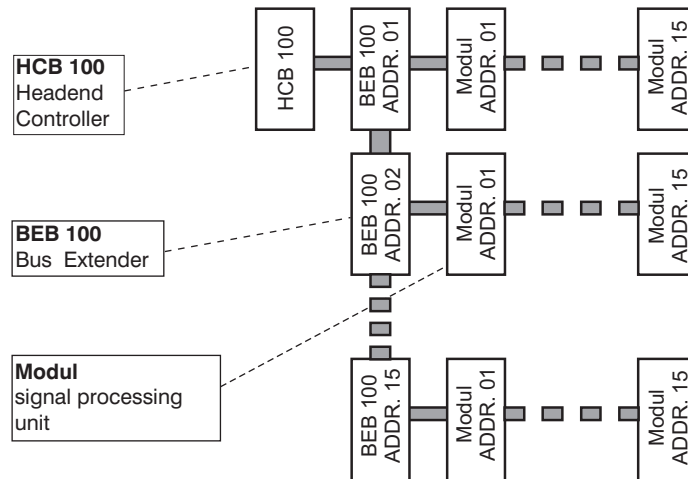 HCB 100
Headend
Controller
HCB 100
BEB 100
ADDR. 01
Modul
ADDR. 01
Modul
ADDR. 15
BEB 100
Bus Extender
BEB 100
ADDR. 02
Modul
ADDR. 01
Modul
ADDR. 15
Modul
signal processing
unit
BEB 100
ADDR. 15
Modul
ADDR. 01
Modul
ADDR. 15